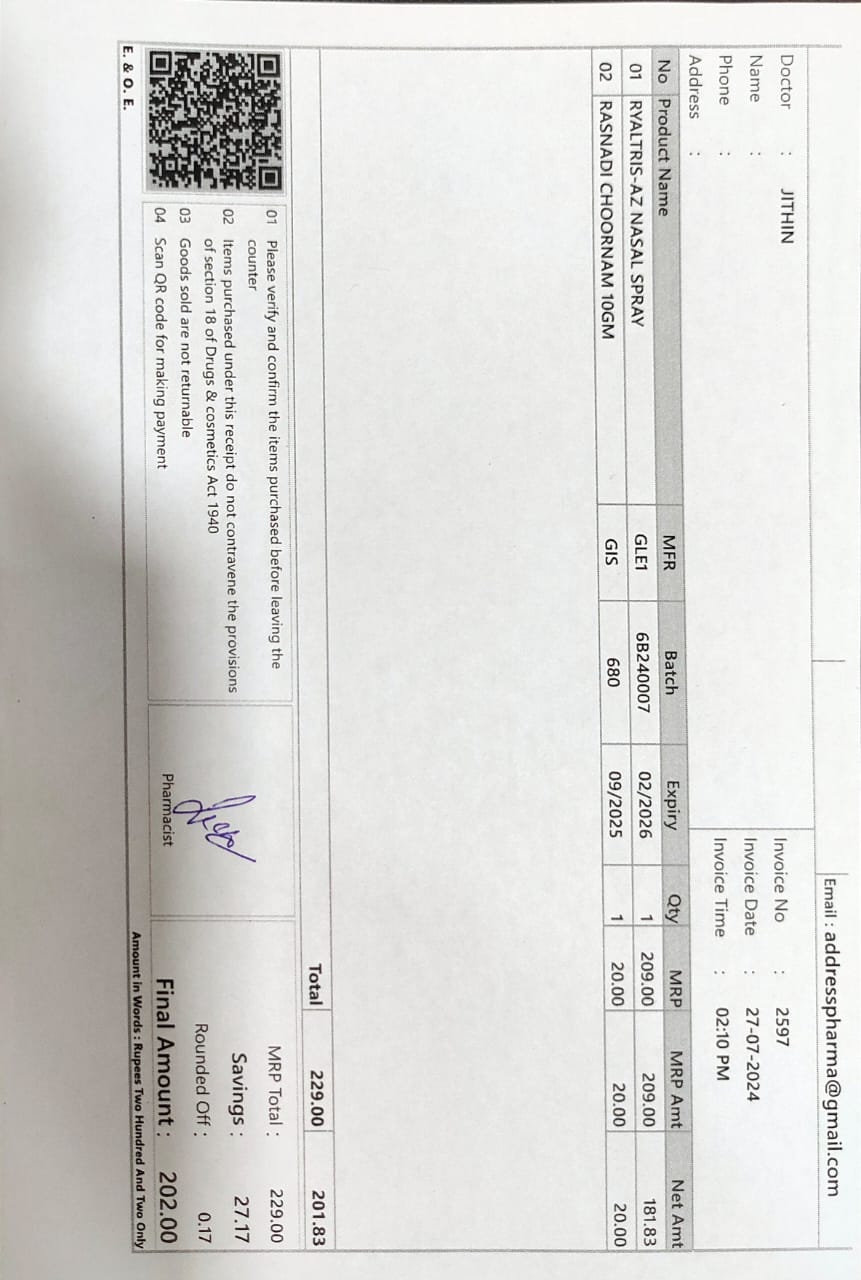 Email : addresspharma@gmail.com
Doctor : JITHIN
Name :
Phone :
Address :
Invoice No : 2597
Invoice Date : 27-07-2024
Invoice Time : 02:10 PM
No Product Name MFR Batch Expiry Qty MRP MRP Amt Net Amt
01 RYALTRIS-AZ NASAL SPRAY GLE1 6B240007 02/2026 1 209.00 209.00 181.83
02 RASNADI CHOORNAM 10GM GIS 680 09/2025 1 20.00 20.00 20.00
Total 229.00 201.83
01 Please verify and confirm the items purchased before leaving the
counter
02 Items purchased under this receipt do not contravene the provisions
of section 18 of Drugs & cosmetics Act 1940
03 Goods sold are not returnable
04 Scan QR code for making payment
Pharmacist
MRP Total : 229.00
Savings : 27.17
Rounded Off : 0.17
Final Amount : 202.00
E. & O. E.
Amount in Words : Rupees Two Hundred And Two Only